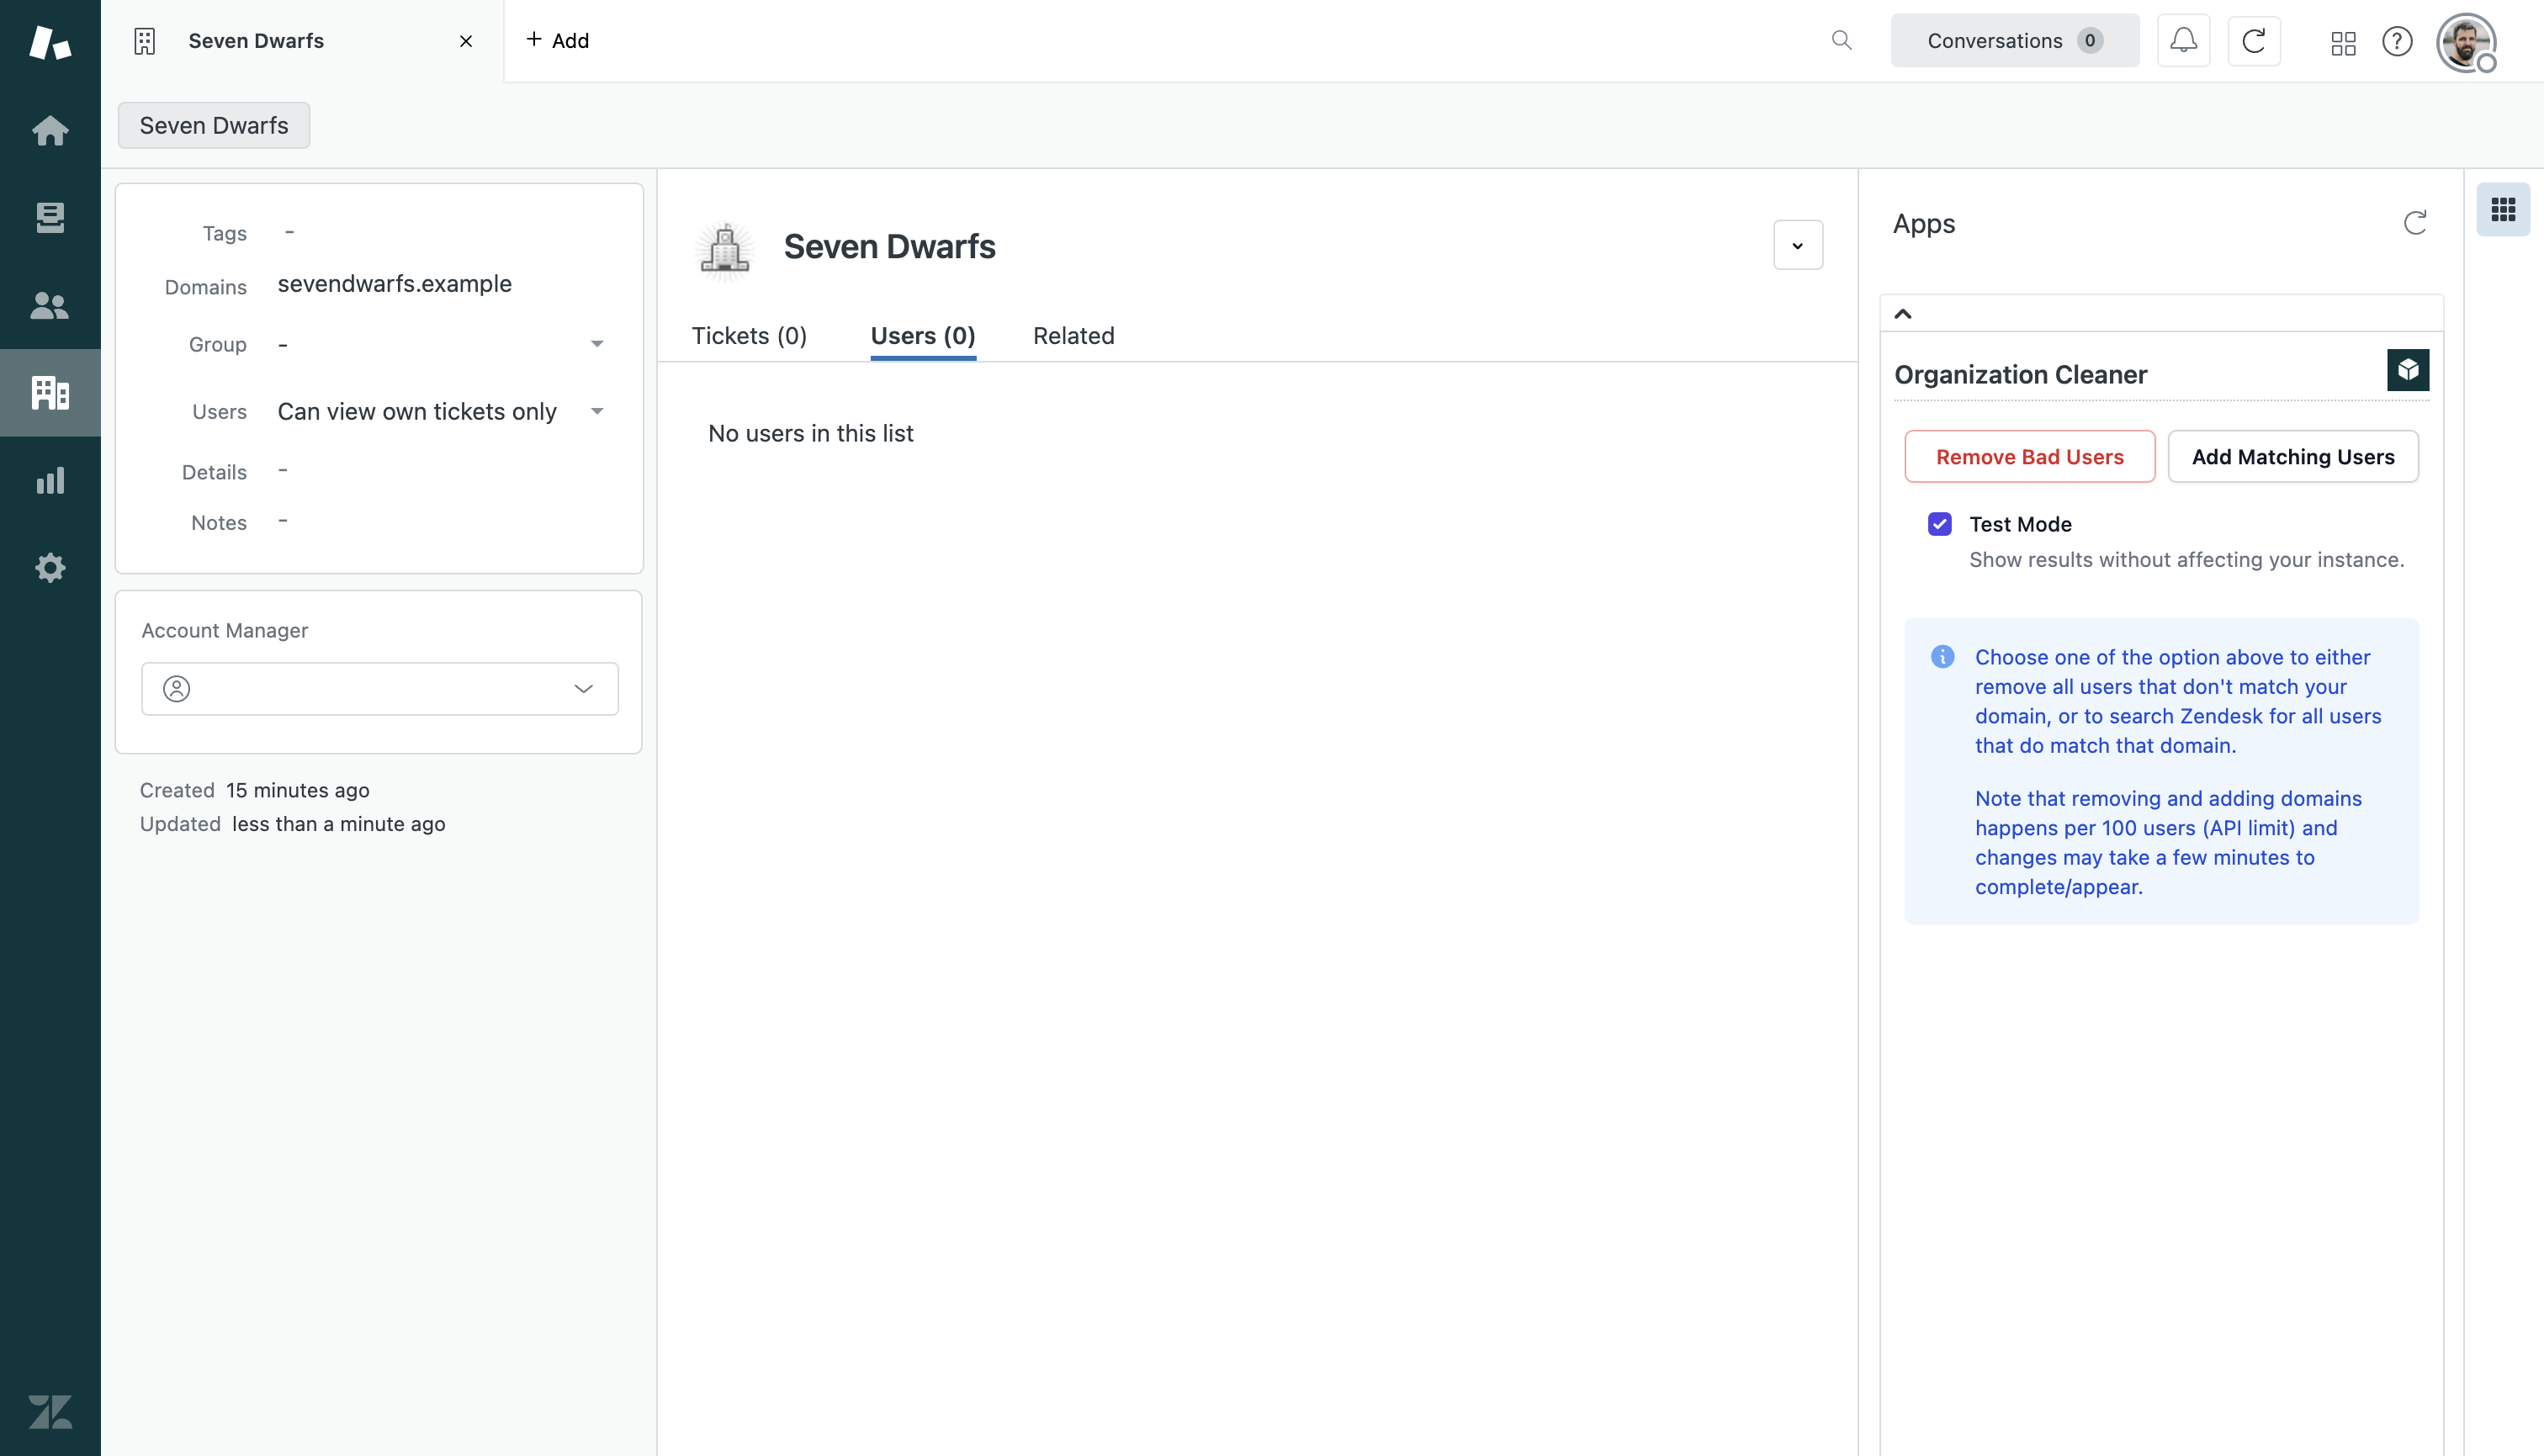 Seven Dwarfs
+ Add
Conversations 0
Seven Dwarfs
Tags -
Domains sevendwarfs.example
Group -
Users Can view own tickets only
Details -
Notes -
Account Manager
Created 15 minutes ago
Updated less than a minute ago
Seven Dwarfs
Tickets (0) Users (0) Related
No users in this list
Apps
Organization Cleaner
Remove Bad Users Add Matching Users
Test Mode
Show results without affecting your instance.
Choose one of the option above to either
remove all users that don't match your
domain, or to search Zendesk for all users
that do match that domain.
Note that removing and adding domains
happens per 100 users (API limit) and
changes may take a few minutes to
complete/appear.